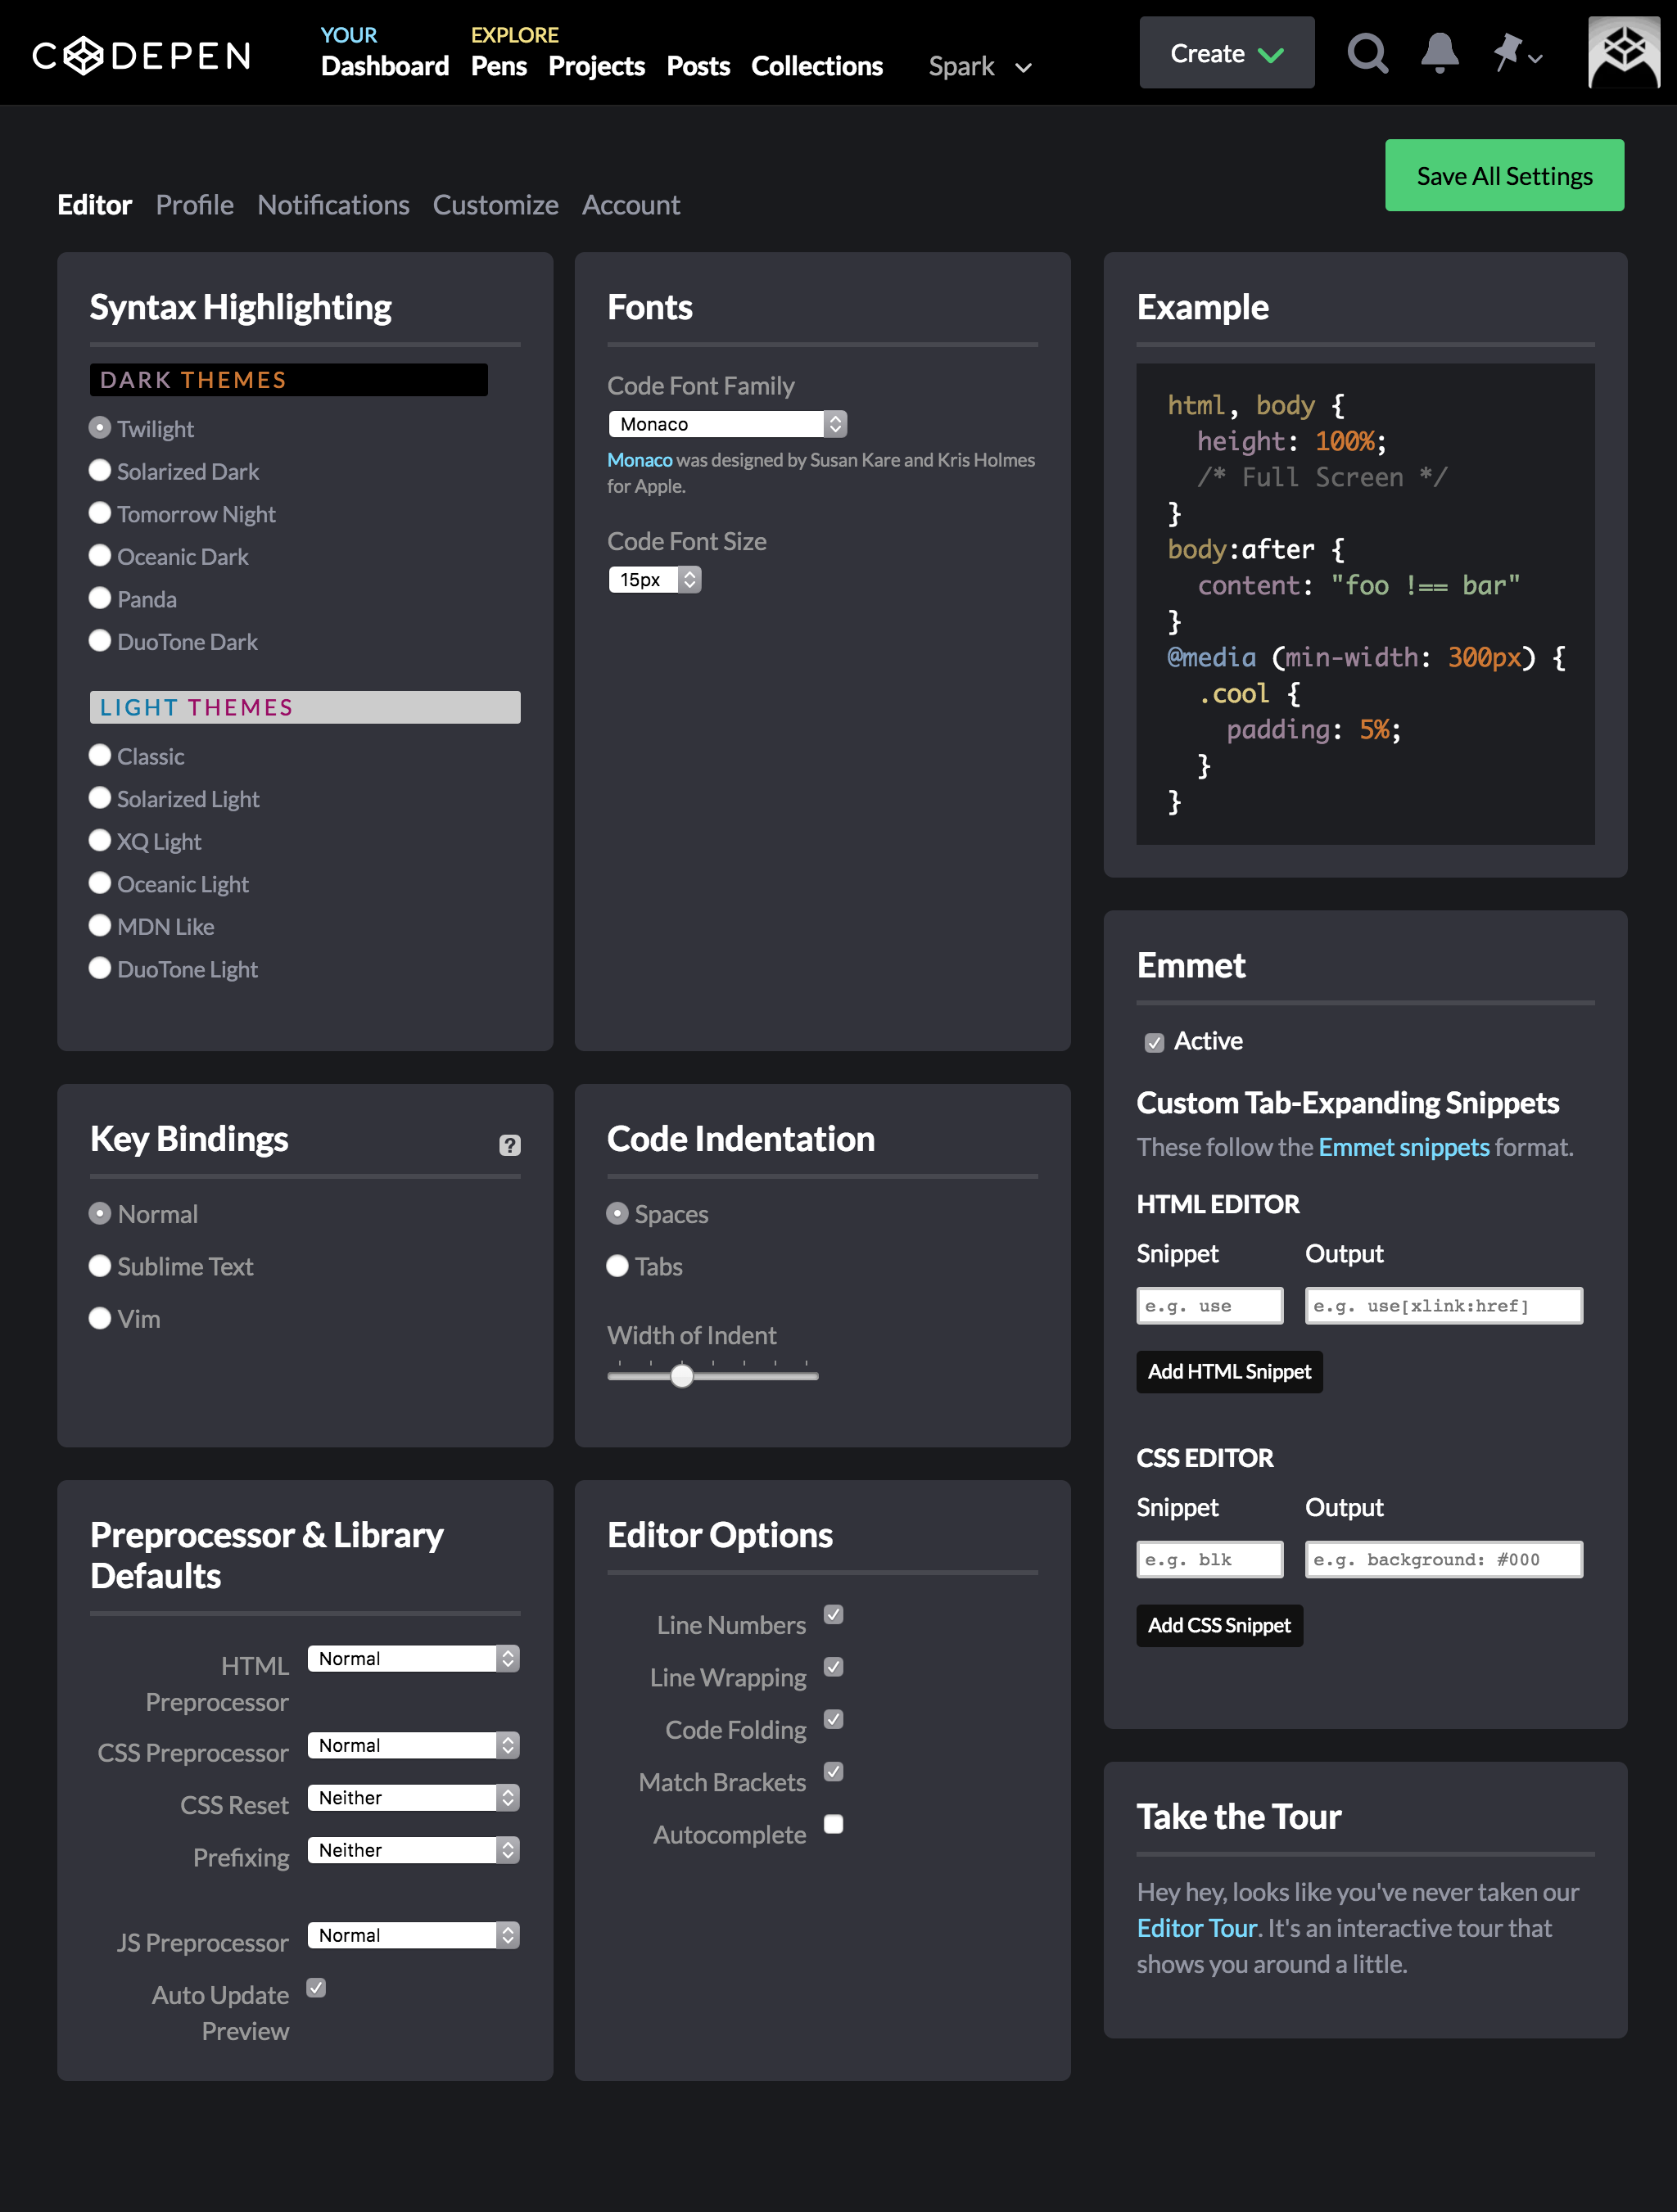 CODEPEN
YOUR
Dashboard
EXPLORE
Pens Projects Posts Collections
Spark
Create
Save All Settings
Editor Profile Notifications Customize Account
Syntax Highlighting
DARK THEMES
Twilight
Solarized Dark
Tomorrow Night
Oceanic Dark
Panda
DuoTone Dark
LIGHT THEMES
Classic
Solarized Light
XQ Light
Oceanic Light
MDN Like
DuoTone Light
Fonts
Code Font Family
Monaco
Monaco was designed by Susan Kare and Kris Holmes
for Apple.
Code Font Size
15px
Example
html, body {
  height: 100%;
  /* Full Screen */
}
body:after {
  content: "foo !== bar"
}
@media (min-width: 300px) {
  .cool {
    padding: 5%;
  }
}
Key Bindings
?
Normal
Sublime Text
Vim
Code Indentation
Spaces
Tabs
Width of Indent
Emmet
Active
Custom Tab-Expanding Snippets
These follow the Emmet snippets format.
HTML EDITOR
Snippet Output
e.g. use e.g. use[xlink:href]
Add HTML Snippet
CSS EDITOR
Snippet Output
e.g. blk e.g. background: #000
Add CSS Snippet
Preprocessor & Library
Defaults
HTML
Preprocessor
Normal
CSS Preprocessor Normal
CSS Reset Neither
Prefixing Neither
JS Preprocessor Normal
Auto Update
Preview
Editor Options
Line Numbers
Line Wrapping
Code Folding
Match Brackets
Autocomplete
Take the Tour
Hey hey, looks like you've never taken our
Editor Tour. It's an interactive tour that
shows you around a little.